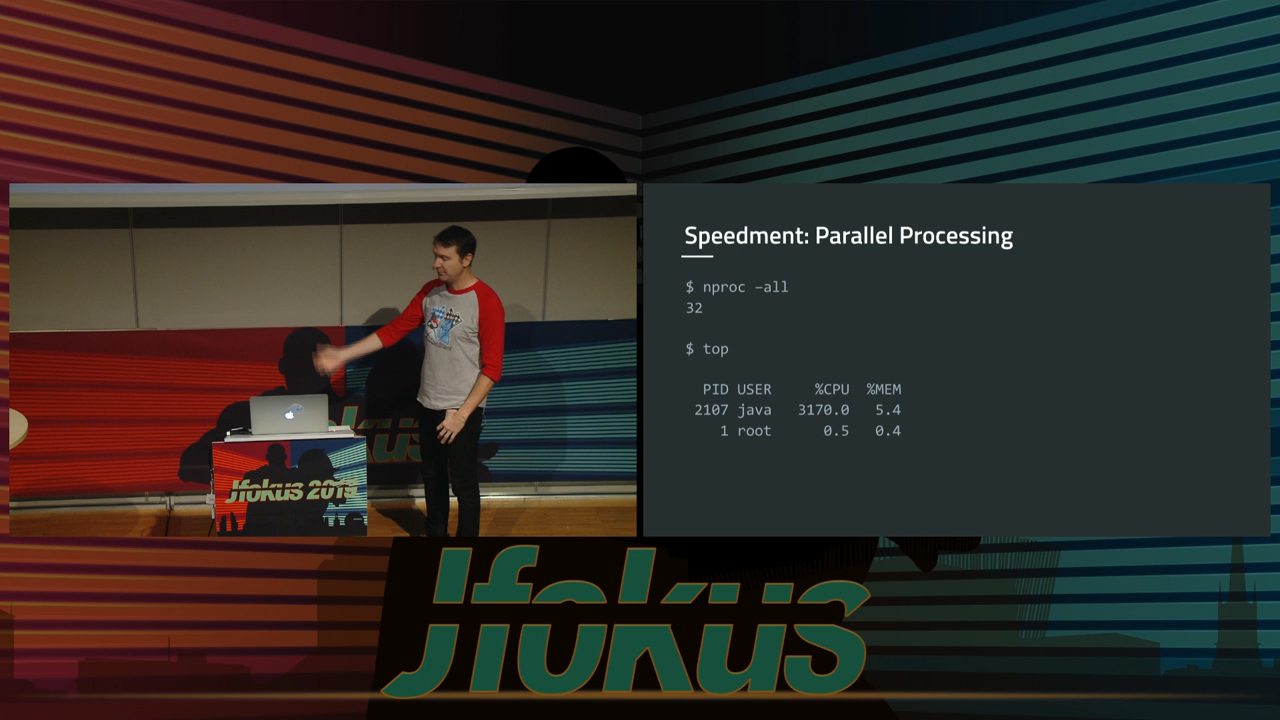 Speedment: Parallel Processing
$ nproc –all
32
$ top
PID USER %CPU %MEM
2107 java 3170.0 5.4
1 root 0.5 0.4
Jfokus 2019
Jfokus